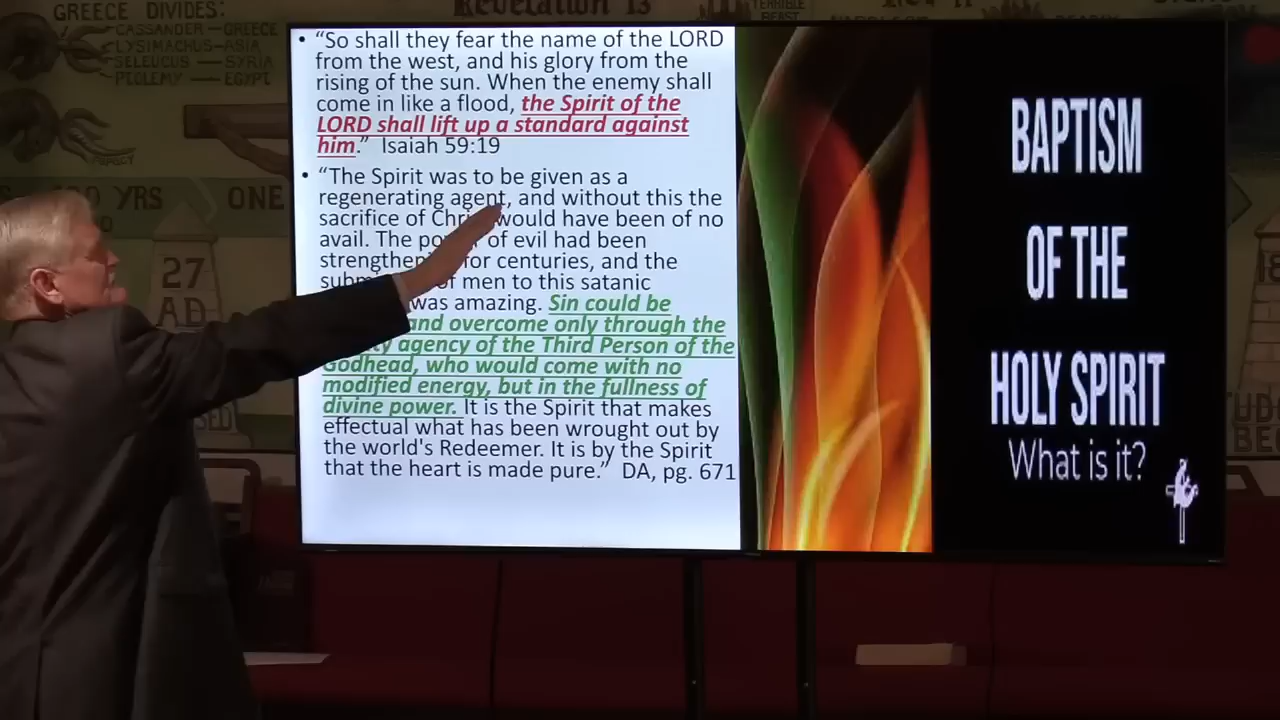 GREECE DIVIDES:
CASSANDER — GREECE
LYSIMACHUS — ASIA
SELEUCUS — SYRIA
PTOLEMY — EGYPT
Revelation 13
TERRIBLE
BEAST
YRS
ONE
27
AD
• “So shall they fear the name of the LORD
from the west, and his glory from the
rising of the sun. When the enemy shall
come in like a flood, the Spirit of the
LORD shall lift up a standard against
him.” Isaiah 59:19
• “The Spirit was to be given as a
regenerating agent, and without this the
sacrifice of would have been of no
avail. The of evil had been
for centuries, and the
of men to this satanic
was amazing. Sin could be
and overcome only through the
agency of the Third Person of the
Godhead, who would come with no
modified energy, but in the fullness of
divine power. It is the Spirit that makes
effectual what has been wrought out by
the world's Redeemer. It is by the Spirit
that the heart is made pure.” DA, pg. 671
BAPTISM
OF THE
HOLY SPIRIT
What is it?